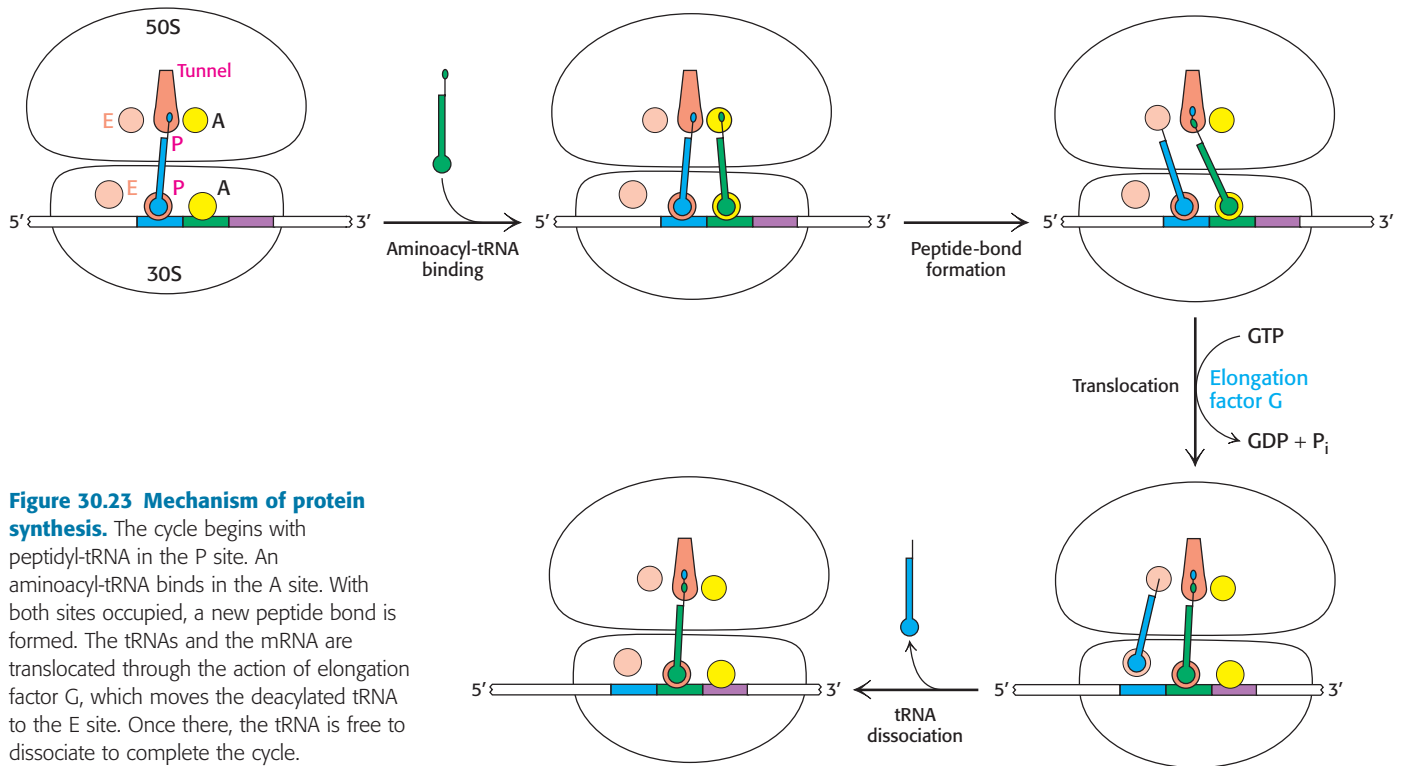 50S
Tunnel
E
A
P
E
P
A
5′
3′
30S
Aminoacyl-tRNA
binding
5′
3′
Peptide-bond
formation
5′
3′
GTP
Translocation
Elongation
factor G
GDP + Pi
5′
3′
tRNA
dissociation
5′
3′
Figure 30.23 Mechanism of protein
synthesis. The cycle begins with
peptidyl-tRNA in the P site. An
aminoacyl-tRNA binds in the A site. With
both sites occupied, a new peptide bond is
formed. The tRNAs and the mRNA are
translocated through the action of elongation
factor G, which moves the deacylated tRNA
to the E site. Once there, the tRNA is free to
dissociate to complete the cycle.